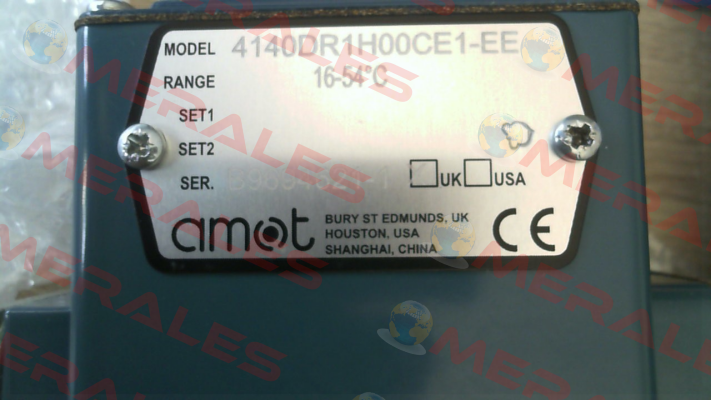 MODEL 4140DR1H00CE1-EE
RANGE 16-54°C
SET1
SET2
SER.
UK USA
amot
BURY ST EDMUNDS, UK
HOUSTON, USA
SHANGHAI, CHINA
CE
MERALES
MERALES
MERALES
MERALES
MERALES